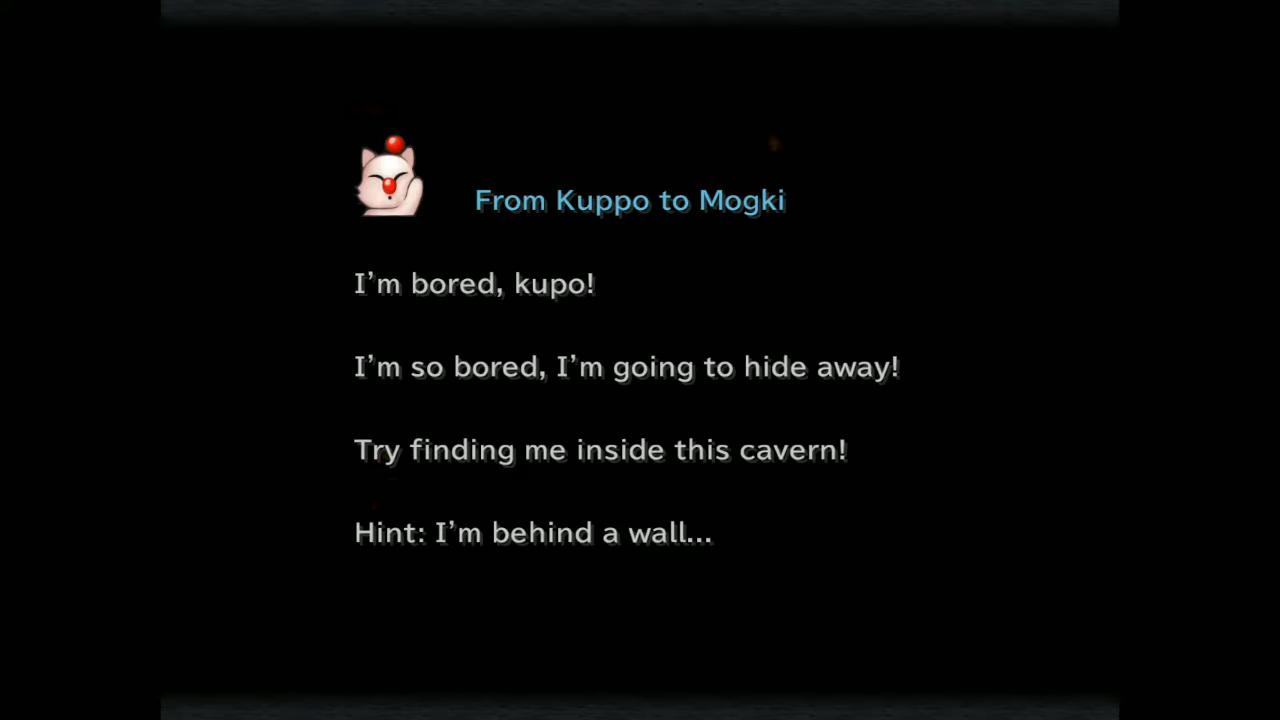 From Kuppo to Mogki
I'm bored, kupo!
I'm so bored, I'm going to hide away!
Try finding me inside this cavern!
Hint: I'm behind a wall...